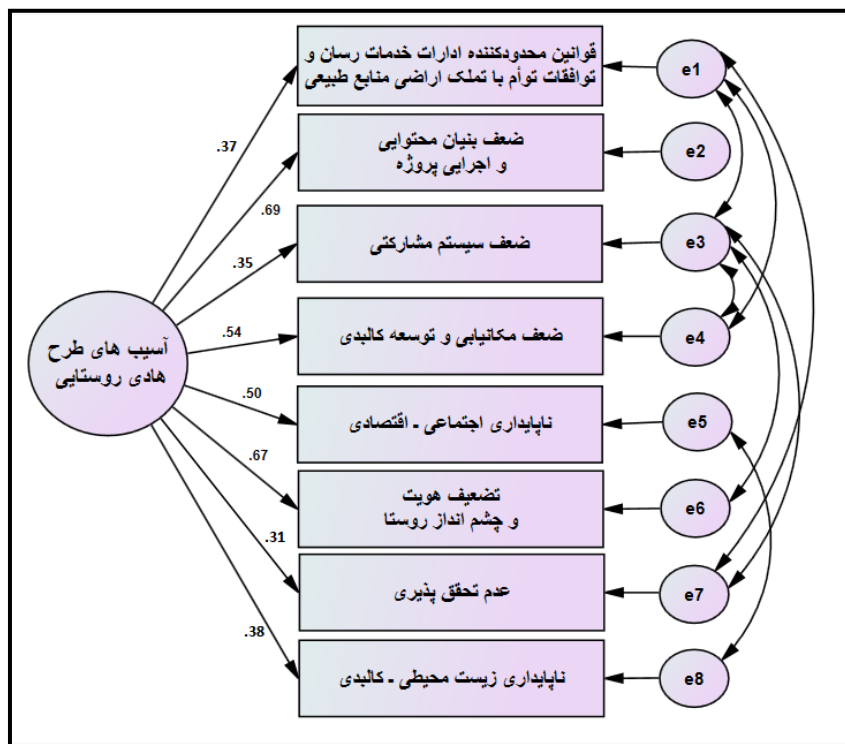 قوانین محدودکننده ادارات خدمات رسان و
توافقات توأم با تملک اراضی منابع طبیعی
e1
.37
ضعف بنیان محتوایی
و اجرایی پروژه
e2
.69
ضعف سیستم مشارکتی
e3
.35
آسیب های طرح
هادی روستایی
ضعف مکانیابی و توسعه کالبدی
e4
.54
ناپایداری اجتماعی ـ اقتصادی
e5
.50
تضعیف هویت
و چشم انداز روستا
e6
.67
عدم تحقق پذیری
e7
.31
ناپایداری زیست محیطی ـ کالبدی
e8
.38